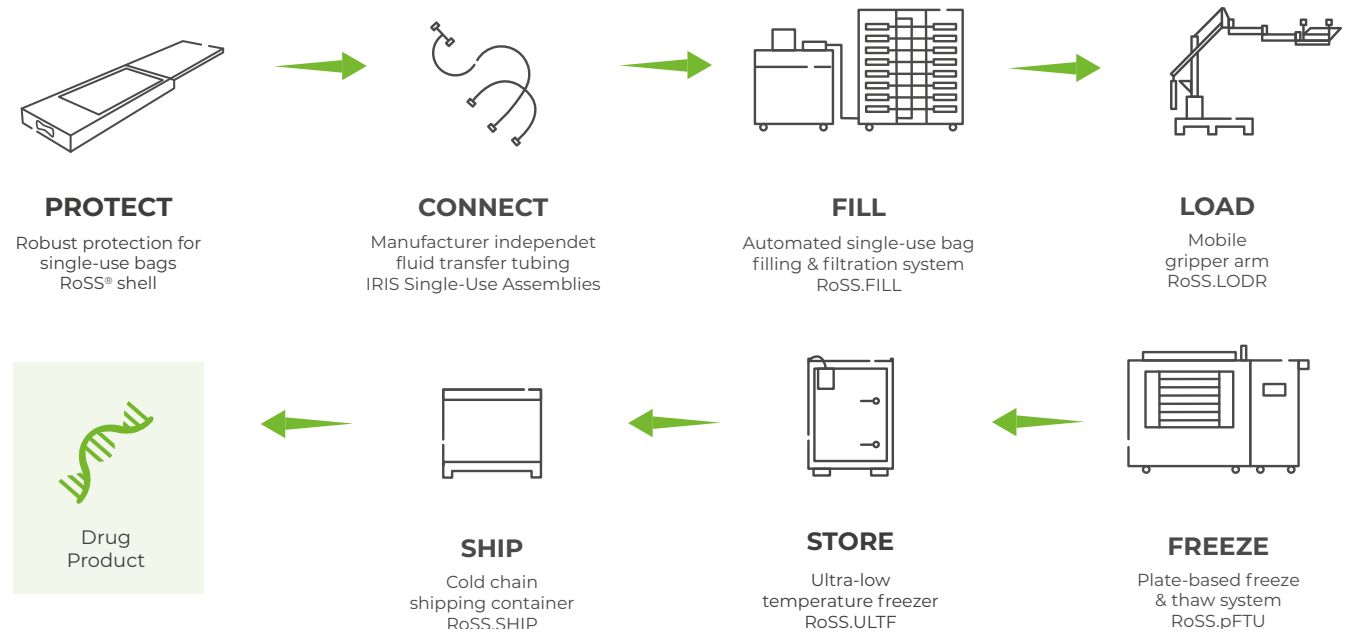 PROTECT
Robust protection for
single-use bags
RoSS® shell
CONNECT
Manufacturer independet
fluid transfer tubing
IRIS Single-Use Assemblies
FILL
Automated single-use bag
filling & filtration system
RoSS.FILL
LOAD
Mobile
gripper arm
RoSS.LODR
FREEZE
Plate-based freeze
& thaw system
RoSS.pFTU
STORE
Ultra-low
temperature freezer
RoSS.ULTF
SHIP
Cold chain
shipping container
RoSS.SHIP
Drug
Product